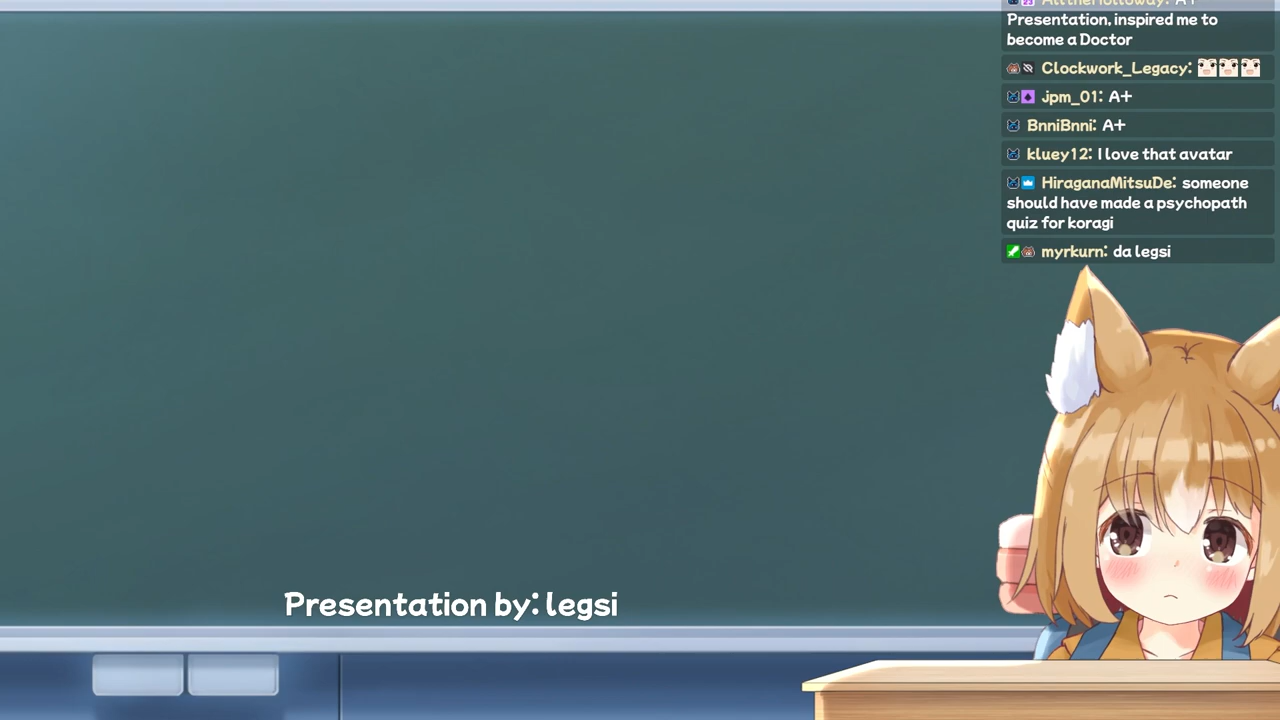 AlltheHolloway: A+
Presentation, inspired me to
become a Doctor
Clockwork_Legacy:
jpm_01: A+
BnniBnni: A+
kluey12: I love that avatar
HiraganaMitsuDe: someone
should have made a psychopath
quiz for koragi
myrkurn: da legsi
Presentation by: legsi